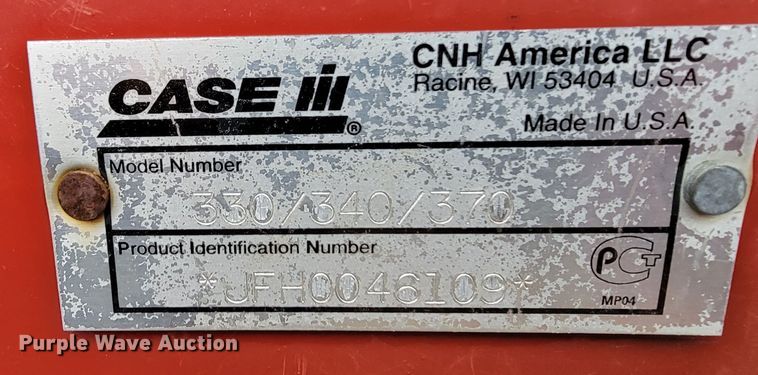 CASE IH
®
CNH America LLC
Racine, WI 53404 U.S.A.
Made In U.S.A.
Model Number
330/340/370
Product Identification Number
*JFH0046109*
PCT
MP04
Purple Wave Auction